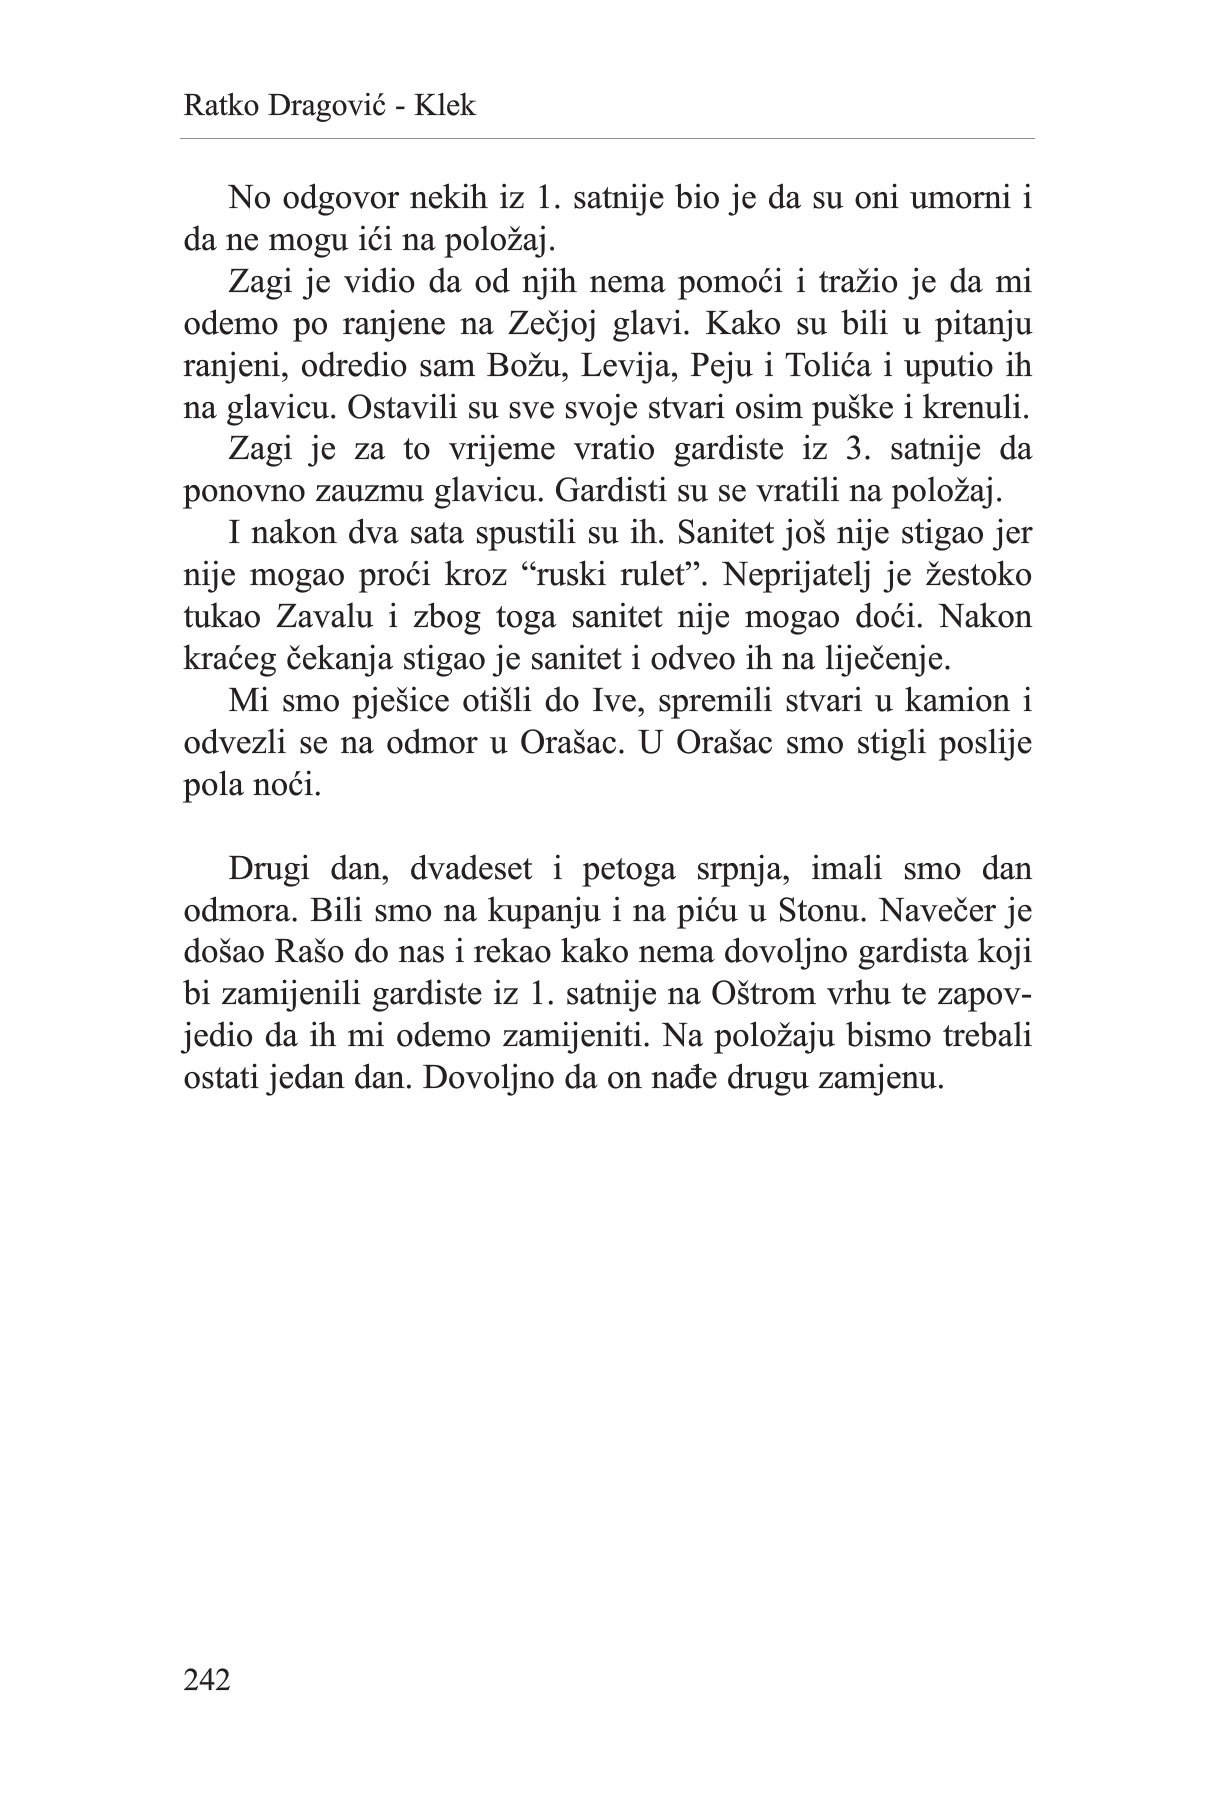 Ratko Dragović - Klek
No odgovor nekih iz 1. satnije bio je da su oni umorni i
da ne mogu ići na položaj.
Zagi je vidio da od njih nema pomoći i tražio je da mi
odemo po ranjene na Zečjoj glavi. Kako su bili u pitanju
ranjeni, odredio sam Božu, Levija, Peju i Tolića i uputio ih
na glavicu. Ostavili su sve svoje stvari osim puške i krenuli.
Zagi je za to vrijeme vratio gardiste iz 3. satnije da
ponovno zauzmu glavicu. Gardisti su se vratili na položaj.
I nakon dva sata spustili su ih. Sanitet još nije stigao jer
nije mogao proći kroz “ruski rulet”. Neprijatelj je žestoko
tukao Zavalu i zbog toga sanitet nije mogao doći. Nakon
kraćeg čekanja stigao je sanitet i odveo ih na liječenje.
Mi smo pješice otišli do Ive, spremili stvari u kamion i
odvezli se na odmor u Orašac. U Orašac smo stigli poslije
pola noći.
Drugi dan, dvadeset i petoga srpnja, imali smo dan
odmora. Bili smo na kupanju i na piću u Stonu. Navečer je
došao Rašo do nas i rekao kako nema dovoljno gardista koji
bi zamijenili gardiste iz 1. satnije na Oštrom vrhu te zapov-
jedio da ih mi odemo zamijeniti. Na položaju bismo trebali
ostati jedan dan. Dovoljno da on nađe drugu zamjenu.
242